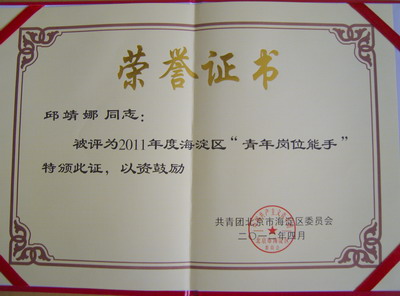 荣誉证书
邱靖娜 同志：
被评为2011年度海淀区“青年岗位能手”
特颁此证，以资鼓励
共青团北京市海淀区委员会
二〇一二年四月